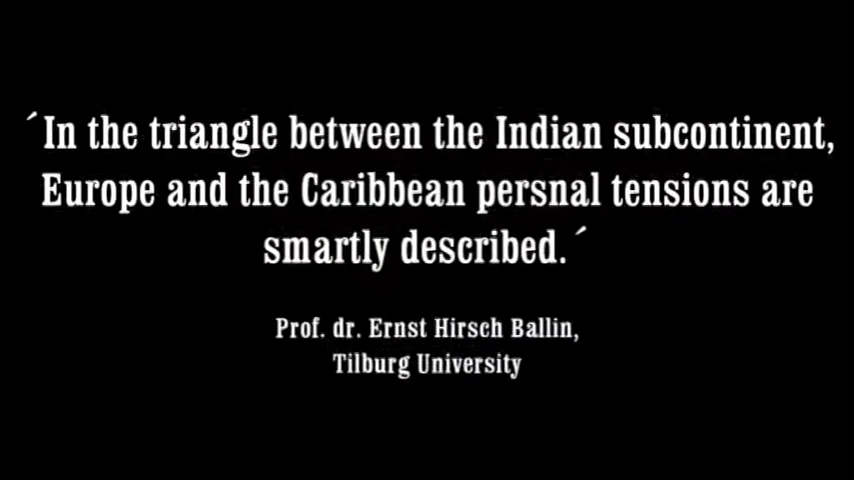 ´In the triangle between the Indian subcontinent,
Europe and the Caribbean persnal tensions are
smartly described.´
Prof. dr. Ernst Hirsch Ballin,
Tilburg University